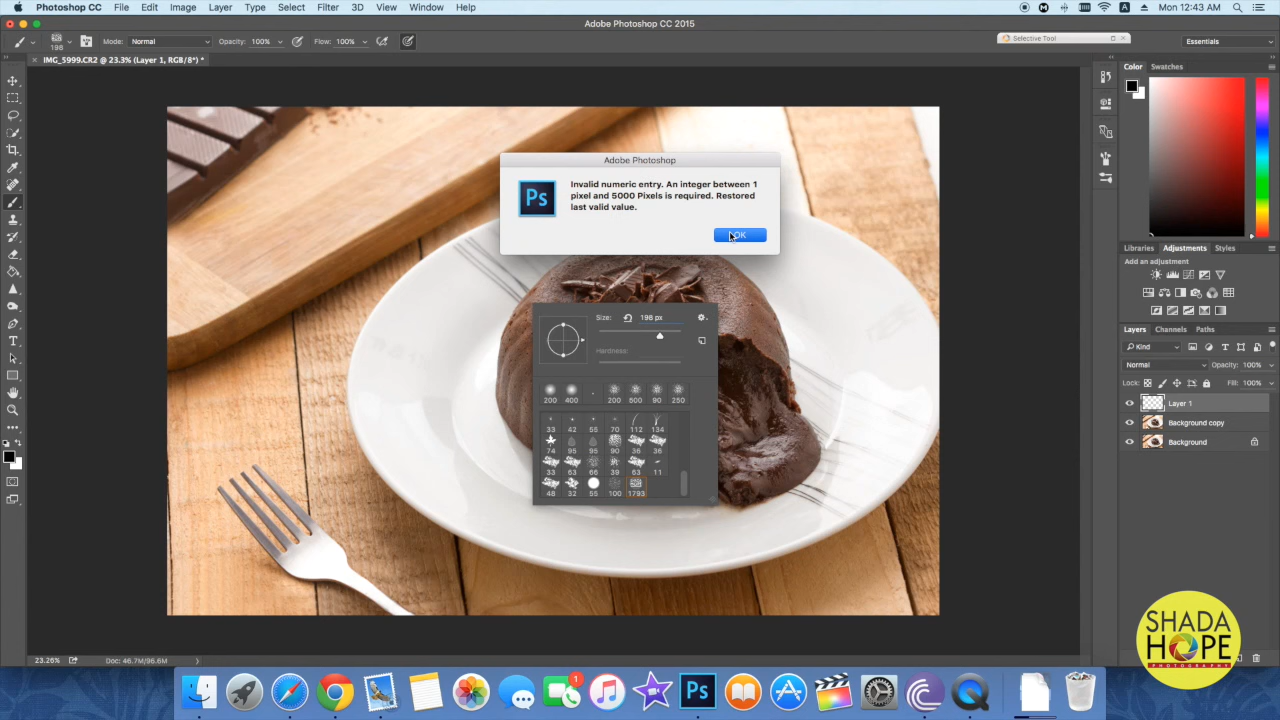 Photoshop CC File Edit Image Layer Type Select Filter 3D View Window Help Mon 12:43 AM
Adobe Photoshop CC 2015
198 Mode: Normal Opacity: 100% Flow: 100% Selective Tool Essentials
IMG_5999.CR2 @ 23.3% (Layer 1, RGB/8*) *
Color Swatches
Adobe Photoshop
Invalid numeric entry. An integer between 1
pixel and 5000 Pixels is required. Restored
last valid value.
OK
Libraries Adjustments Styles
Add an adjustment
Size: 198 px
Hardness:
200 400 200 600 90 250
33 42 55 70 112 134
74 95 95 90 36 36
33 63 66 39 63 11
48 32 55 100 1793
Layers Channels Paths
Kind
Normal Opacity: 100%
Lock: Fill: 100%
Layer 1
Background copy
Background
SHADA
HOPE
PHOTOGRAPHY
23.26% Doc: 46.7M/96.6M
1
Ps